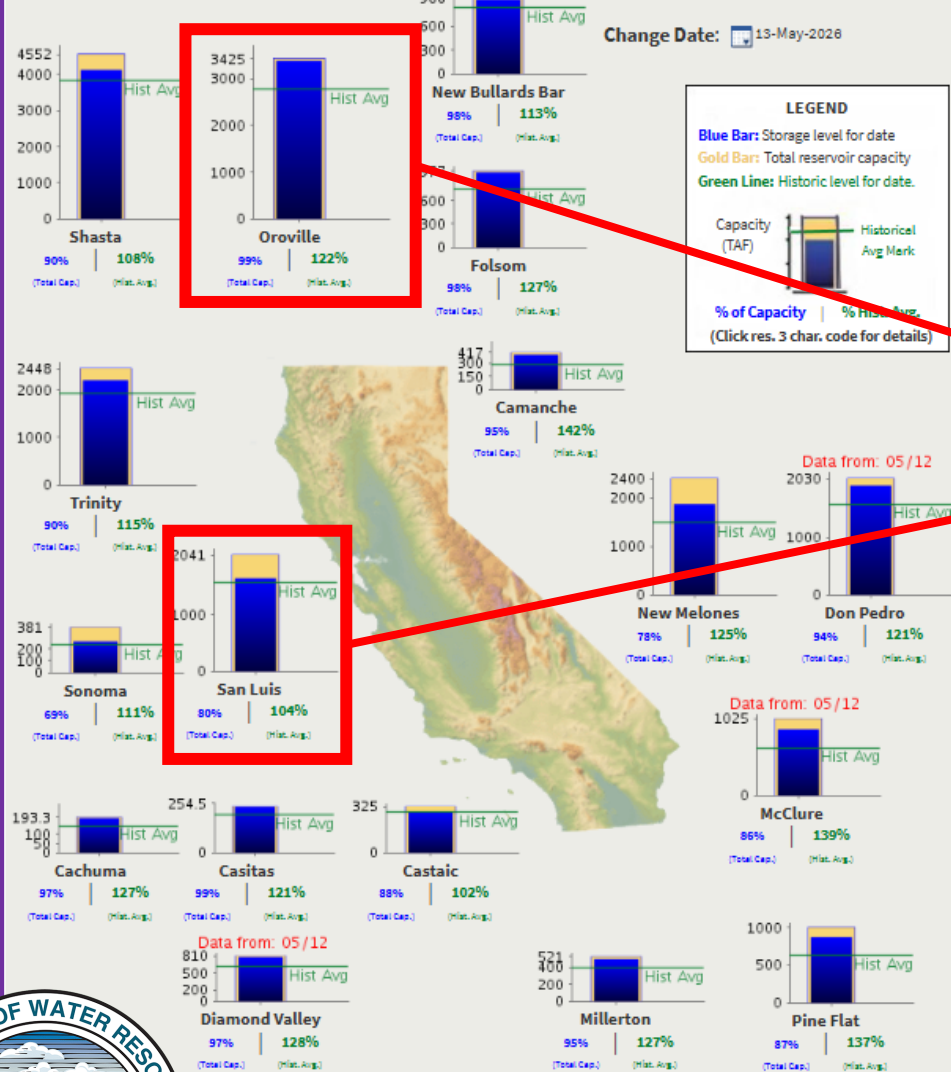 900
600
300
0
Hist Avg
New Bullards Bar
98% | 113%
(Total Cap.) (Hist. Avg.)
Change Date: 13-May-2026
4552
4000
3000
2000
1000
0
Hist Avg
Shasta
90% | 108%
(Total Cap.) (Hist. Avg.)
3425
3000
2000
1000
0
Hist Avg
Oroville
99% | 122%
(Total Cap.) (Hist. Avg.)
600
300
0
Hist Avg
Folsom
98% | 127%
(Total Cap.) (Hist. Avg.)
LEGEND
Blue Bar: Storage level for date
Gold Bar: Total reservoir capacity
Green Line: Historic level for date.
Capacity
(TAF)
Historical
Avg Mark
% of Capacity | % Hist. Avg.
(Click res. 3 char. code for details)
2448
2000
1000
0
Hist Avg
Trinity
90% | 115%
(Total Cap.) (Hist. Avg.)
417
300
150
0
Hist Avg
Camanche
95% | 142%
(Total Cap.) (Hist. Avg.)
2400
2000
1000
0
Hist Avg
New Melones
78% | 125%
(Total Cap.) (Hist. Avg.)
Data from: 05/12
2030
1000
0
Hist Avg
Don Pedro
94% | 121%
(Total Cap.) (Hist. Avg.)
381
200
100
0
Hist Avg
Sonoma
69% | 111%
(Total Cap.) (Hist. Avg.)
2041
1000
0
Hist Avg
San Luis
80% | 104%
(Total Cap.) (Hist. Avg.)
Data from: 05/12
1025
0
Hist Avg
McClure
86% | 139%
(Total Cap.) (Hist. Avg.)
193.3
100
50
0
Hist Avg
Cachuma
97% | 127%
(Total Cap.) (Hist. Avg.)
254.5
0
Hist Avg
Casitas
99% | 121%
(Total Cap.) (Hist. Avg.)
325
0
Hist Avg
Castaic
88% | 102%
(Total Cap.) (Hist. Avg.)
Data from: 05/12
810
500
200
0
Hist Avg
Diamond Valley
97% | 128%
(Total Cap.) (Hist. Avg.)
521
400
200
0
Hist Avg
Millerton
95% | 127%
(Total Cap.) (Hist. Avg.)
1000
500
0
Hist Avg
Pine Flat
87% | 137%
(Total Cap.) (Hist. Avg.)
OF WATER RESO